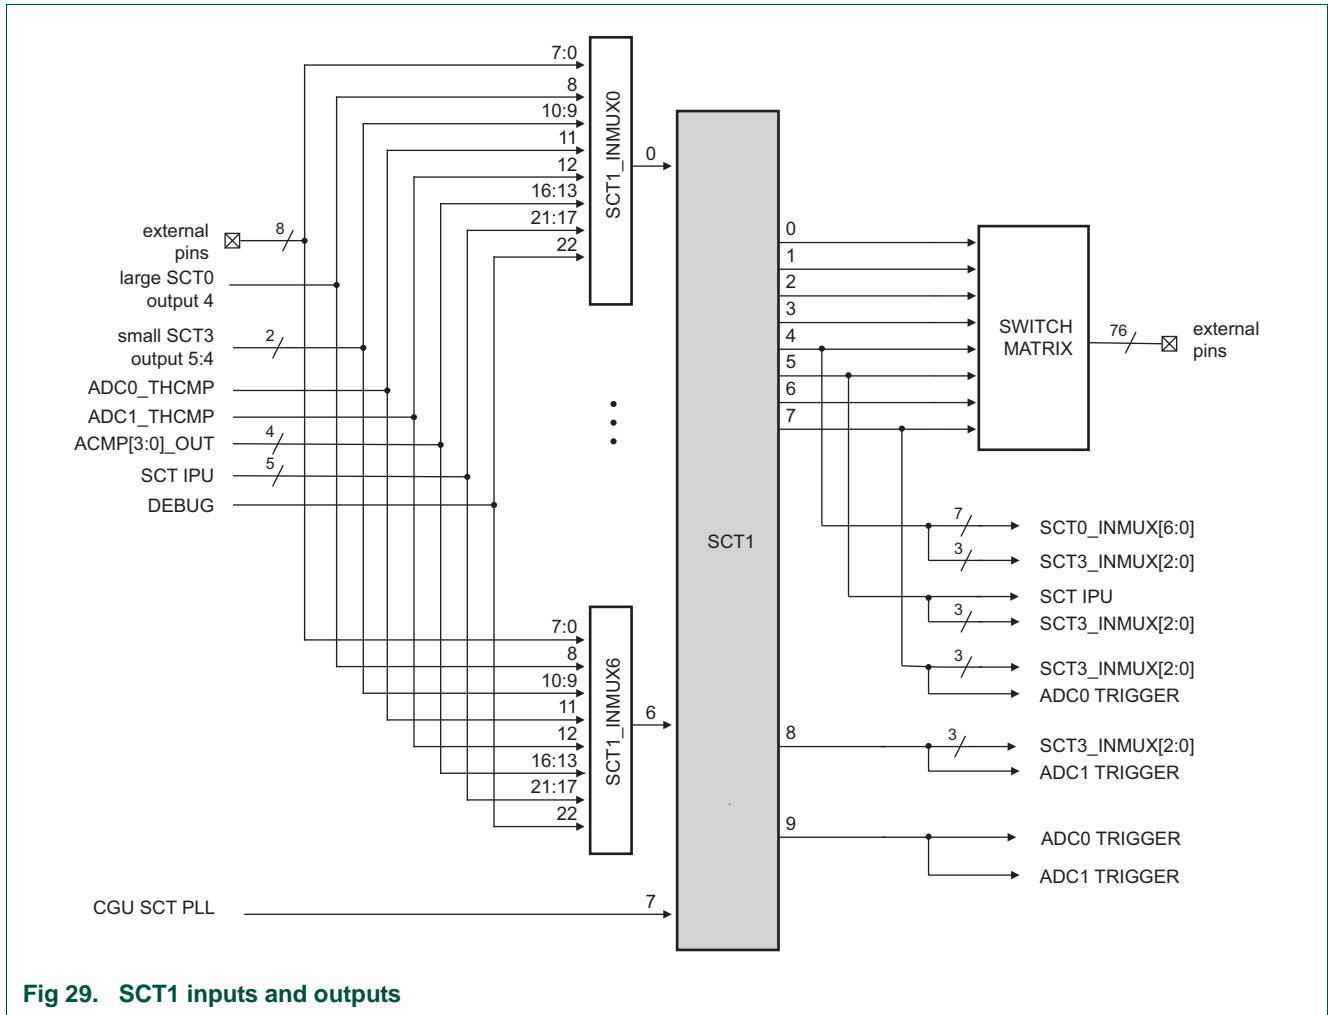 7:0
8
10:9
11
12
16:13
21:17
22
SCT1_INMUX0
0
external
pins
8
large SCT0
output 4
small SCT3
output 5:4
2
ADC0_THCMP
ADC1_THCMP
ACMP[3:0]_OUT
4
SCT IPU
5
DEBUG
7:0
8
10:9
11
12
16:13
21:17
22
SCT1_INMUX6
6
CGU SCT PLL
7
SCT1
0
1
2
3
4
5
6
7
SWITCH
MATRIX
76
external
pins
7
SCT0_INMUX[6:0]
3
SCT3_INMUX[2:0]
SCT IPU
3
SCT3_INMUX[2:0]
3
SCT3_INMUX[2:0]
ADC0 TRIGGER
8
3
SCT3_INMUX[2:0]
ADC1 TRIGGER
9
ADC0 TRIGGER
ADC1 TRIGGER
Fig 29. SCT1 inputs and outputs